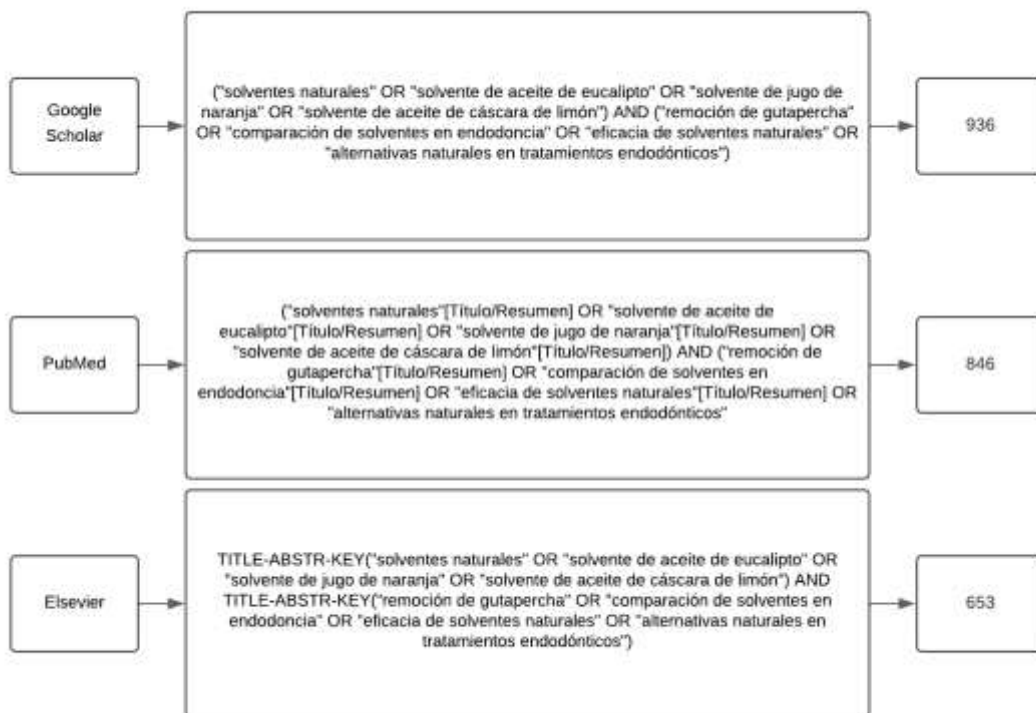 Google
Scholar
("solventes naturales" OR "solvente de aceite de eucalipto" OR "solvente de jugo de
naranja" OR "solvente de aceite de cáscara de limón") AND ("remoción de gutapercha"
OR "comparación de solventes en endodoncia" OR "eficacia de solventes naturales" OR
"alternativas naturales en tratamientos endodónticos")
936
PubMed
("solventes naturales"[Título/Resumen] OR "solvente de aceite de
eucalipto"[Título/Resumen] OR "solvente de jugo de naranja"[Título/Resumen] OR
"solvente de aceite de cáscara de limón"[Título/Resumen]) AND ("remoción de
gutapercha"[Título/Resumen] OR "comparación de solventes en
endodoncia"[Título/Resumen] OR "eficacia de solventes naturales"[Título/Resumen] OR
"alternativas naturales en tratamientos endodónticos"
846
Elsevier
TITLE-ABSTR-KEY("solventes naturales" OR "solvente de aceite de eucalipto" OR
"solvente de jugo de naranja" OR "solvente de aceite de cáscara de limón") AND
TITLE-ABSTR-KEY("remoción de gutapercha" OR "comparación de solventes en
endodoncia" OR "eficacia de solventes naturales" OR "alternativas naturales en
tratamientos endodónticos")
653